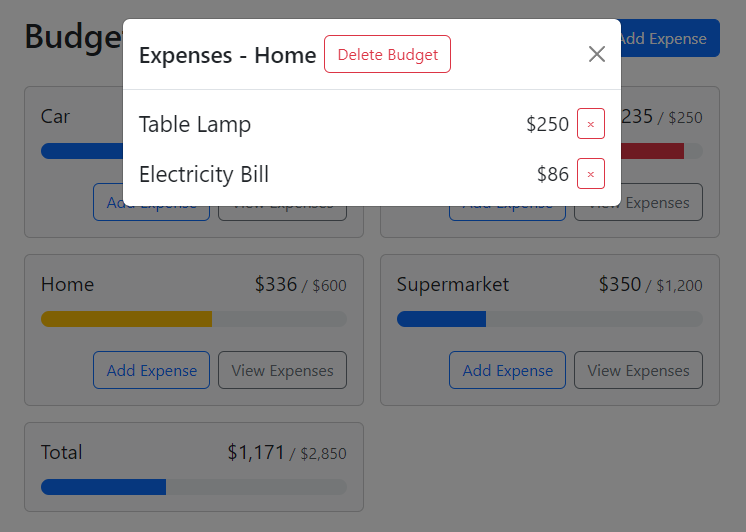 Budge
Add Expense
Expenses - Home Delete Budget ×
Table Lamp $250 ×
Electricity Bill $86 ×
Car
235 / $250
Add Expense View Expenses
Add Expense View Expenses
Home $336 / $600
Add Expense View Expenses
Supermarket $350 / $1,200
Add Expense View Expenses
Total $1,171 / $2,850